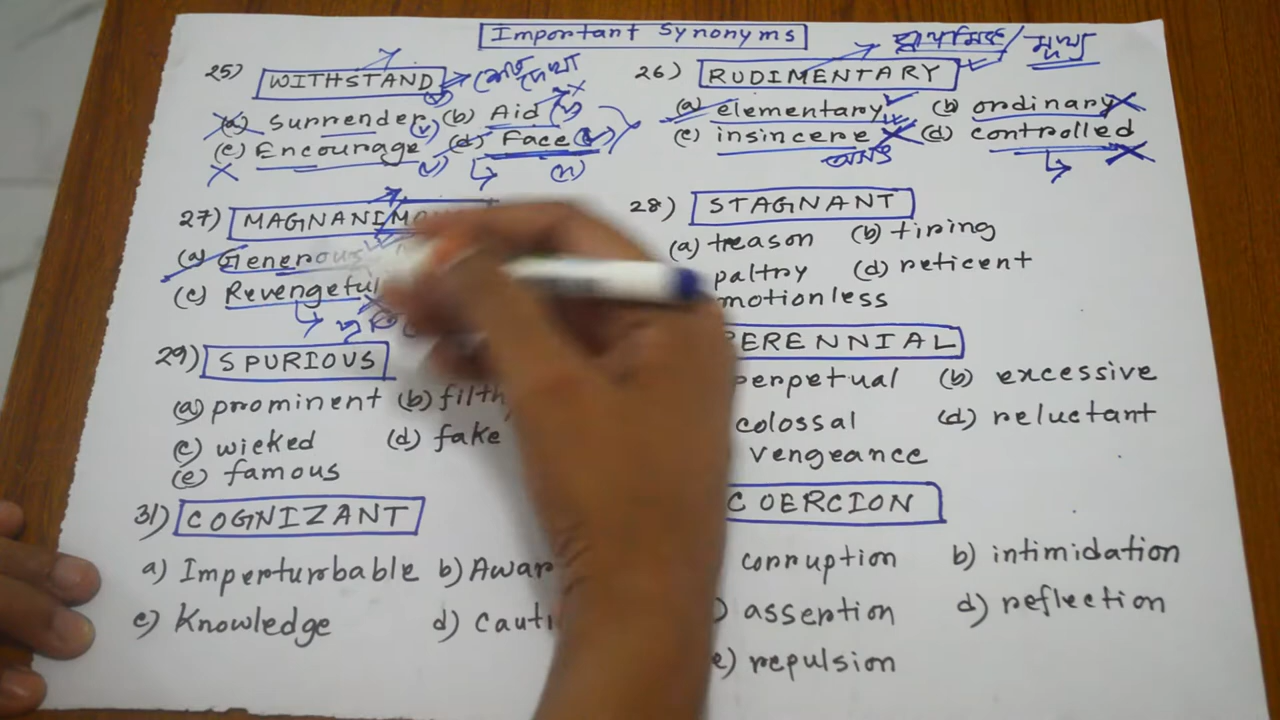 Important Synonyms
25) WITHSTAND
(a) Surrender (v) (b) Aid (v)
(c) Encourage (v) (d) Face (v)
(n)
26) RUDIMENTARY
প্রাথমিক / মুখ্য
(a) elementary (b) ordinary
(c) insincere (d) controlled
27) MAGNANIMO
(a) Generous
(c) Revengeful
28) STAGNANT
(a) treason (b) tiring
paltry (d) reticent
motionless
29) SPURIOUS
(a) prominent (b) filth
(c) wicked (d) fake
(e) famous
PERENNIAL
perpetual (b) excessive
colossal (d) reluctant
vengeance
31) COGNIZANT
a) Imperturbable b) Awar
c) Knowledge d) cauti
COERCION
corruption b) intimidation
assertion d) reflection
e) repulsion